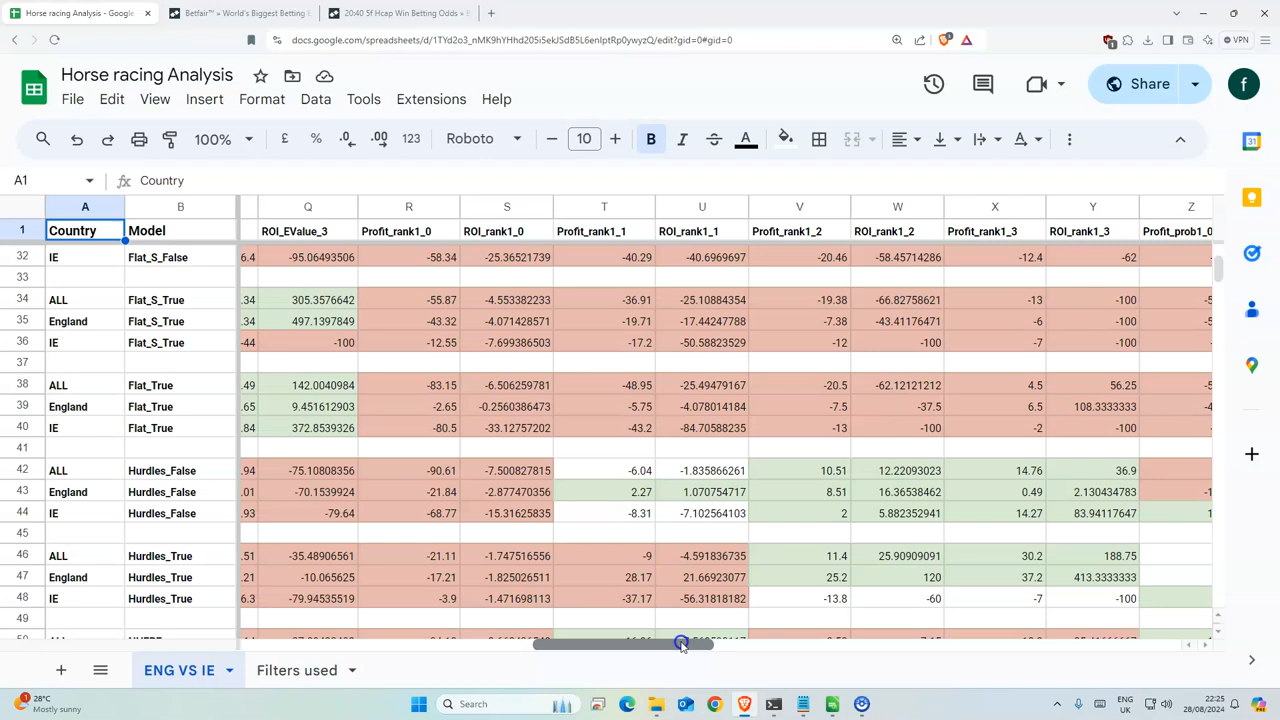 Horse racing Analysis - Google
Betfair™ » World's Biggest Betting
20:40 5f Hcap Win Betting Odds » B
docs.google.com/spreadsheets/d/1TYd2o3_nMK9hYHhd205i5ekJSdB5L6enIptRp0ywyzQ/edit?gid=0#gid=0
VPN
Horse racing Analysis
Share
f
File Edit View Insert Format Data Tools Extensions Help
100% £ % .0 .00 123 Roboto 10 B I A
A1 Country
A B Q R S T U V W X Y Z
1 Country Model ROI_EValue_3 Profit_rank1_0 ROI_rank1_0 Profit_rank1_1 ROI_rank1_1 Profit_rank1_2 ROI_rank1_2 Profit_rank1_3 ROI_rank1_3 Profit_prob1_0
32 IE Flat_S_False 6.4 -95.06493506 -58.34 -25.36521739 -40.29 -40.6969697 -20.46 -58.45714286 -12.4 -62
33
34 ALL Flat_S_True .34 305.3576642 -55.87 -4.553382233 -36.91 -25.10884354 -19.38 -66.82758621 -13 -100 -5
35 England Flat_S_True .34 497.1397849 -43.32 -4.071428571 -19.71 -17.44247788 -7.38 -43.41176471 -6 -100 -5
36 IE Flat_S_True -44 -100 -12.55 -7.699386503 -17.2 -50.58823529 -12 -100 -7 -100
37
38 ALL Flat_True .49 142.0040984 -83.15 -6.506259781 -48.95 -25.49479167 -20.5 -62.12121212 4.5 56.25 -5
39 England Flat_True .65 9.451612903 -2.65 -0.2560386473 -5.75 -4.078014184 -7.5 -37.5 6.5 108.3333333 -4
40 IE Flat_True .84 372.8539326 -80.5 -33.12757202 -43.2 -84.70588235 -13 -100 -2 -100
41
42 ALL Hurdles_False .94 -75.10808356 -90.61 -7.500827815 -6.04 -1.835866261 10.51 12.22093023 14.76 36.9
43 England Hurdles_False .01 -70.1539924 -21.84 -2.877470356 2.27 1.070754717 8.51 16.36538462 0.49 2.130434783 -1
44 IE Hurdles_False .93 -79.64 -68.77 -15.31625835 -8.31 -7.102564103 2 5.882352941 14.27 83.94117647 1
45
46 ALL Hurdles_True .51 -35.48906561 -21.11 -1.747516556 -9 -4.591836735 11.4 25.90909091 30.2 188.75
47 England Hurdles_True .21 -10.065625 -17.21 -1.825026511 28.17 21.66923077 25.2 120 37.2 413.3333333
48 IE Hurdles_True 6.3 -79.94535519 -3.9 -1.471698113 -37.17 -56.31818182 -13.8 -60 -7 -100
49
50
ENG VS IE Filters used
1 28°C
Mostly sunny
Search
ENG
UK
22:25
28/08/2024